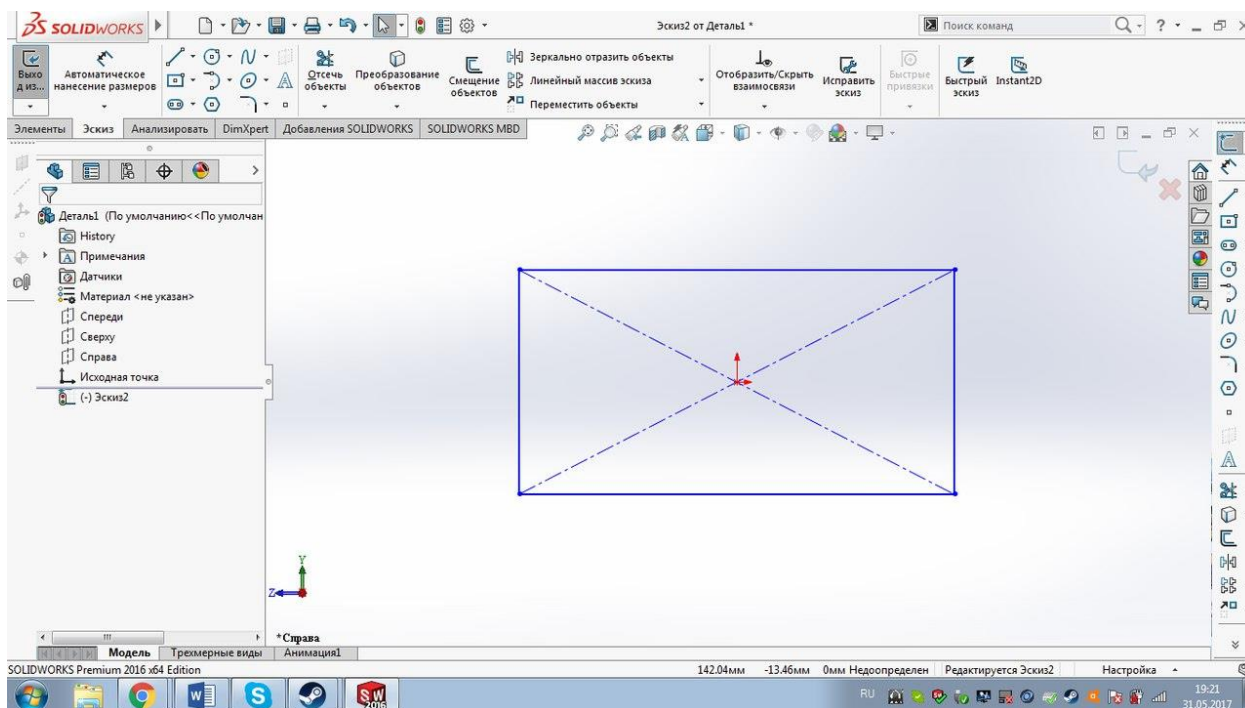 SOLIDWORKS
Эскиз2 от Деталь1 *
Поиск команд
Выхо д из...
Автоматическое нанесение размеров
Отсечь объекты
Преобразование объектов
Смещение объектов
Зеркально отразить объекты
Линейный массив эскиза
Переместить объекты
Отобразить/Скрыть взаимосвязи
Исправить эскиз
Быстрые привязки
Быстрый эскиз
Instant2D
Элементы
Эскиз
Анализировать
DimXpert
Добавления SOLIDWORKS
SOLIDWORKS MBD
Деталь1 (По умолчанию<<По умолчан
History
Примечания
Датчики
Материал <не указан>
Спереди
Сверху
Справа
Исходная точка
(-) Эскиз2
Y
Z
*Справа
Модель
Трехмерные виды
Анимация1
SOLIDWORKS Premium 2016 x64 Edition
142.04мм
-13.46мм
0мм Недоопределен
Редактируется Эскиз2
Настройка
SW 2016
RU
19:21
31.05.2017